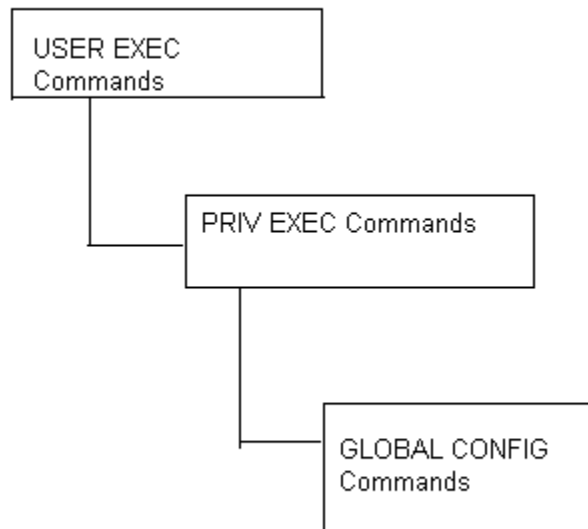 USER EXEC
Commands
PRIV EXEC Commands
GLOBAL CONFIG
Commands